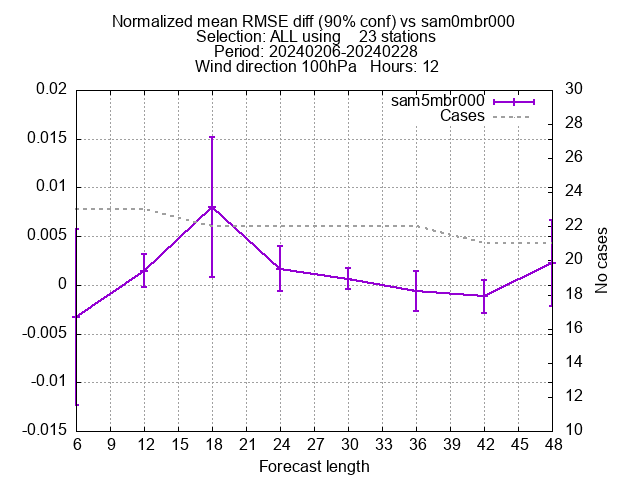 Normalized mean RMSE diff (90% conf) vs sam0mbr000
Selection: ALL using    23 stations
Period: 20240206-20240228
Wind direction 100hPa   Hours: 12
sam5mbr000
Cases
0.02
0.015
0.01
0.005
0
-0.005
-0.01
-0.015
30
28
26
24
22
20
18
16
14
12
10
No cases
6 9 12 15 18 21 24 27 30 33 36 39 42 45 48
Forecast length